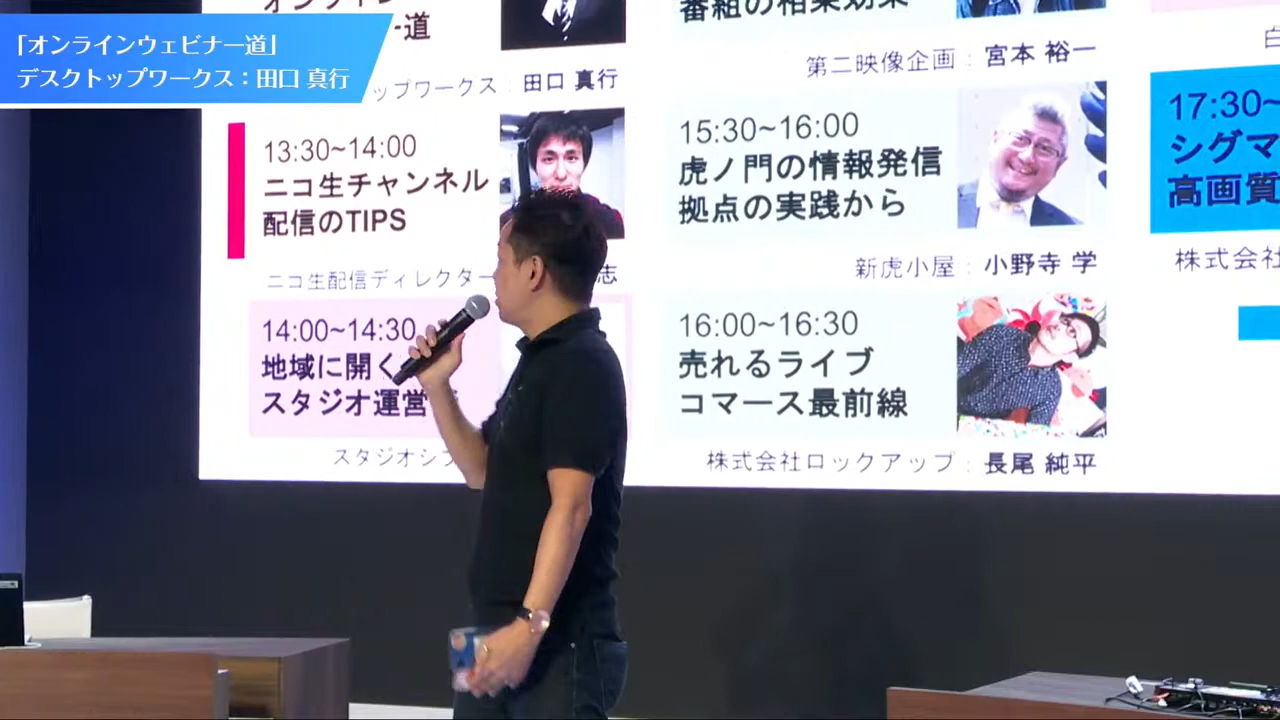 「オンラインウェビナー道」
デスクトップワークス：田口 真行
オンライン
ー道
ップワークス：田口 真行
13:30~14:00
ニコ生チャンネル
配信のTIPS
ニコ生配信ディレクター
志
14:00~14:30
地域に開く
スタジオ運営
スタジオシ
番組の相乗効果
第二映像企画：宮本 裕一
15:30~16:00
虎ノ門の情報発信
拠点の実践から
新虎小屋：小野寺 学
16:00~16:30
売れるライブ
コマース最前線
株式会社ロックアップ：長尾 純平
17:30~
シグマ
高画質
株式会社